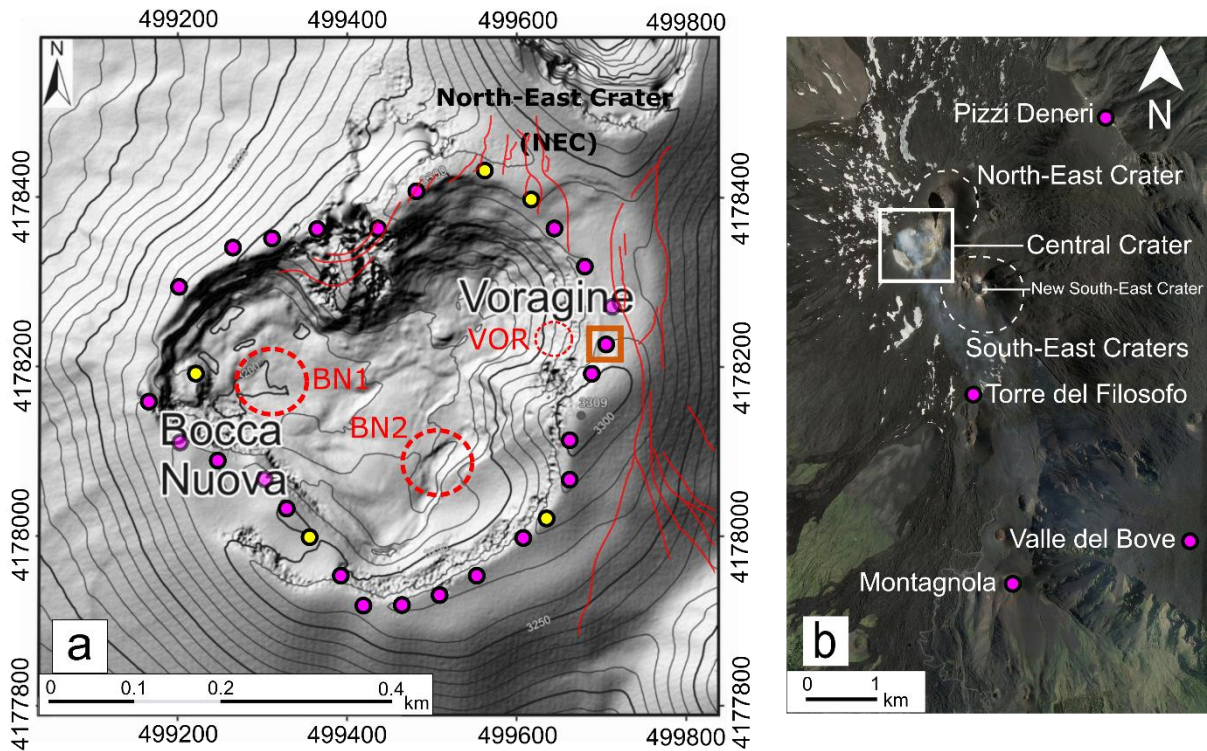 499200
499400
499600
499800
N
North-East Crater
(NEC)
4178400
4178400
Voragine
VOR
4178200
4178200
BN1
BN2
3309
3300
Bocca
Nuova
4178000
4178000
3250
a
0
0.1
0.2
0.4
km
4177800
4177800
499200
499400
499600
499800
N
Pizzi Deneri
North-East Crater
Central Crater
New South-East Crater
South-East Craters
Torre del Filosofo
Valle del Bove
Montagnola
b
0
1
km